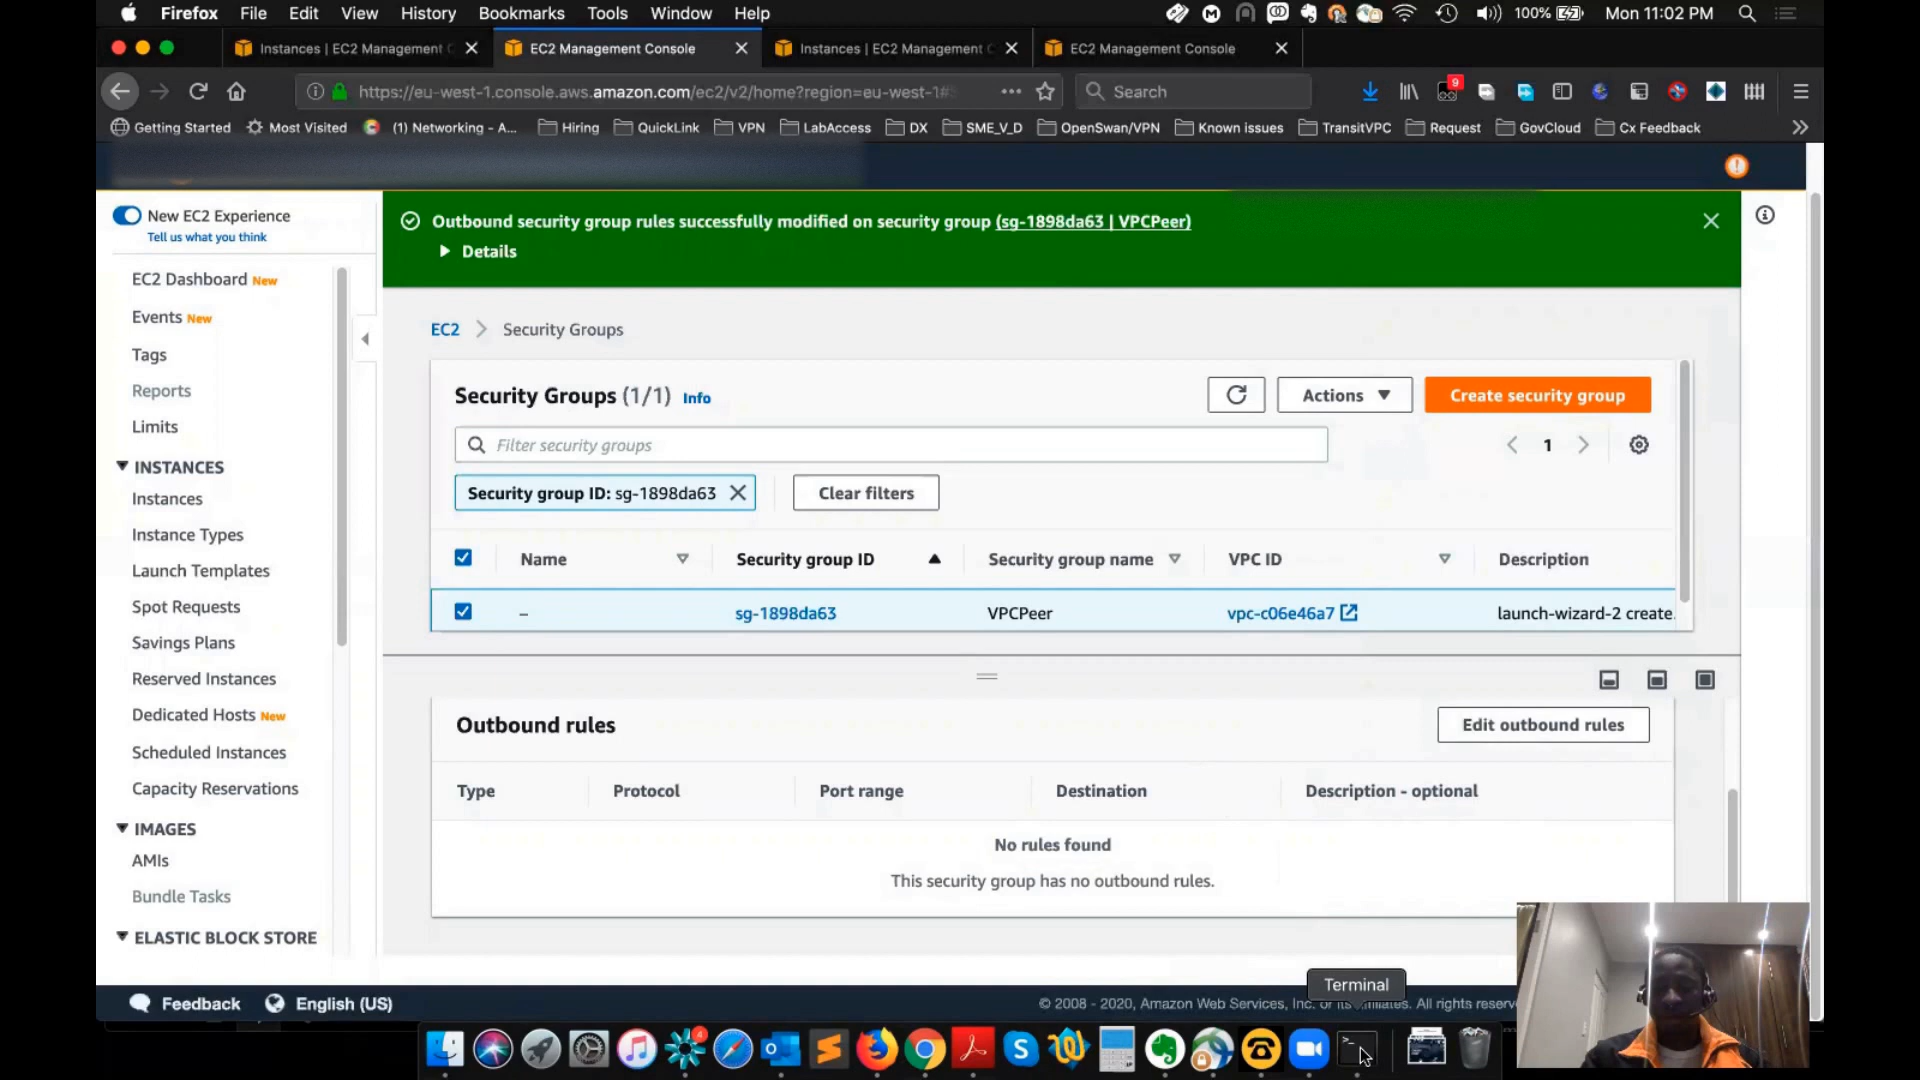 Firefox File Edit View History Bookmarks Tools Window Help 100% Mon 11:02 PM
Instances | EC2 Management C EC2 Management Console Instances | EC2 Management C EC2 Management Console
https://eu-west-1.console.aws.amazon.com/ec2/v2/home?region=eu-west-1#S Search 9
Getting Started Most Visited (1) Networking - A... Hiring QuickLink VPN LabAccess DX SME_V_D OpenSwan/VPN Known issues TransitVPC Request GovCloud Cx Feedback
New EC2 Experience
Tell us what you think
Outbound security group rules successfully modified on security group (sg-1898da63 | VPCPeer)
Details
EC2 Dashboard New
Events New
Tags
Reports
Limits
INSTANCES
Instances
Instance Types
Launch Templates
Spot Requests
Savings Plans
Reserved Instances
Dedicated Hosts New
Scheduled Instances
Capacity Reservations
IMAGES
AMIs
Bundle Tasks
ELASTIC BLOCK STORE
EC2 Security Groups
Security Groups (1/1) Info Actions Create security group
Filter security groups 1
Security group ID: sg-1898da63 Clear filters
Name Security group ID Security group name VPC ID Description
– sg-1898da63 VPCPeer vpc-c06e46a7 launch-wizard-2 create
Outbound rules Edit outbound rules
Type Protocol Port range Destination Description - optional
No rules found
This security group has no outbound rules.
Terminal
Feedback English (US) © 2008 - 2020, Amazon Web Services, Inc. or its affiliates. All rights reserv